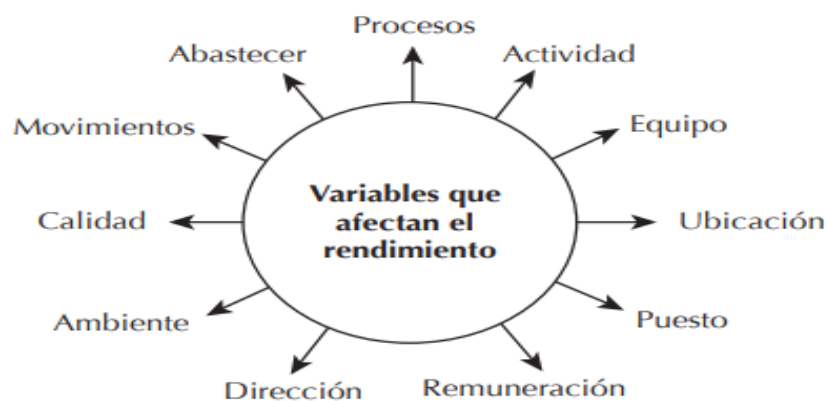 Procesos
Abastecer
Actividad
Movimientos
Equipo
Variables que
afectan el
rendimiento
Calidad
Ubicación
Ambiente
Puesto
Dirección
Remuneración